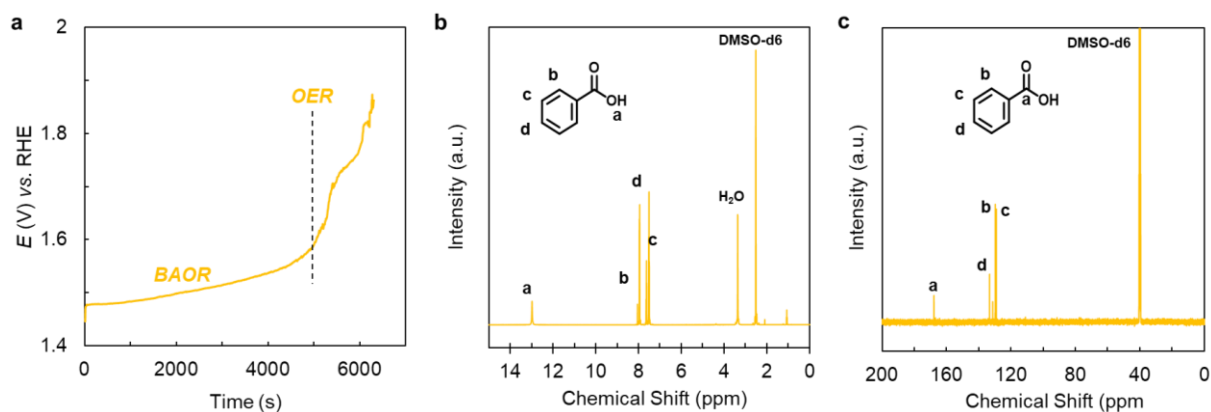 a
2
1.8
1.6
1.4
E (V) vs. RHE
OER
BAOR
0
2000
4000
6000
Time (s)
b
DMSO-d6
b
O
c
OH
a
d
d
H2O
c
b
a
Intensity (a.u.)
14
12
10
8
6
4
2
0
Chemical Shift (ppm)
c
DMSO-d6
b
O
c
a
OH
d
b
c
d
a
Intensity (a.u.)
200
160
120
80
40
0
Chemical Shift (ppm)